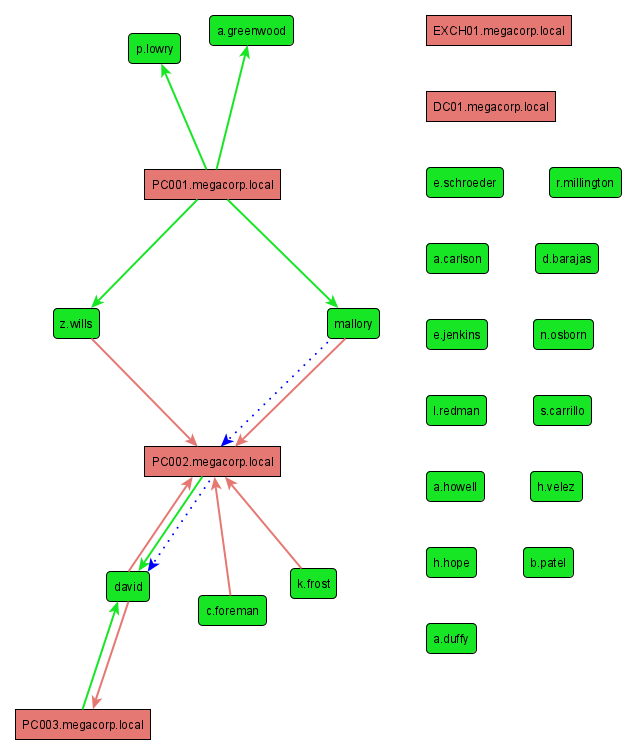 a.greenwood
EXCH01.megacorp.local
p.lowry
DC01.megacorp.local
PC001.megacorp.local
e.schroeder
r.millington
a.carlson
d.barajas
z.wills
mallory
e.jenkins
n.osborn
l.redman
s.carrillo
PC002.megacorp.local
a.howell
h.velez
david
k.frost
c.foreman
h.hope
b.patel
a.duffy
PC003.megacorp.local